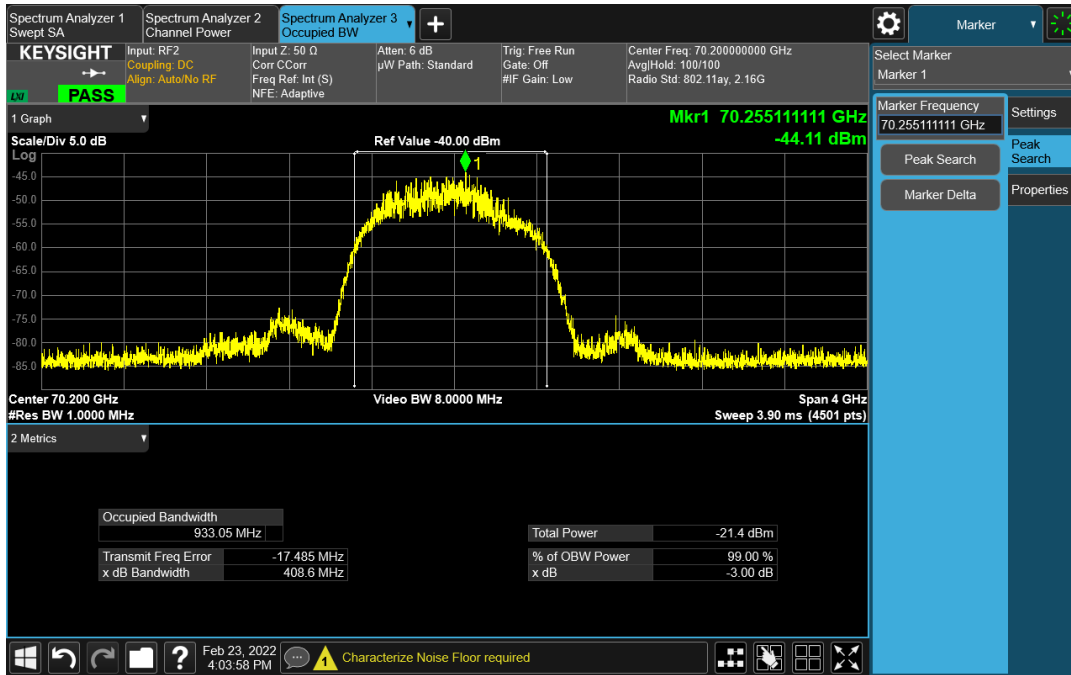 Spectrum Analyzer 1
Swept SA
Spectrum Analyzer 2
Channel Power
Spectrum Analyzer 3
Occupied BW
+
Marker
KEYSIGHT
LXI
PASS
Input: RF2
Coupling: DC
Align: Auto/No RF
Input Z: 50 Ω
Corr CCorr
Freq Ref: Int (S)
NFE: Adaptive
Atten: 6 dB
µW Path: Standard
Trig: Free Run
Gate: Off
#IF Gain: Low
Center Freq: 70.200000000 GHz
Avg|Hold: 100/100
Radio Std: 802.11ay, 2.16G
Select Marker
Marker 1
Marker Frequency
70.255111111 GHz
Peak Search
Marker Delta
Settings
Peak
Search
Properties
1 Graph
Mkr1 70.255111111 GHz
-44.11 dBm
Scale/Div 5.0 dB
Ref Value -40.00 dBm
Log
1
-45.0
-50.0
-55.0
-60.0
-65.0
-70.0
-75.0
-80.0
-85.0
Center 70.200 GHz
Video BW 8.0000 MHz
Span 4 GHz
#Res BW 1.0000 MHz
Sweep 3.90 ms (4501 pts)
2 Metrics
Occupied Bandwidth
933.05 MHz
Total Power -21.4 dBm
Transmit Freq Error -17.485 MHz
% of OBW Power 99.00 %
x dB Bandwidth 408.6 MHz
x dB -3.00 dB
?
Feb 23, 2022
4:03:58 PM
1
Characterize Noise Floor required